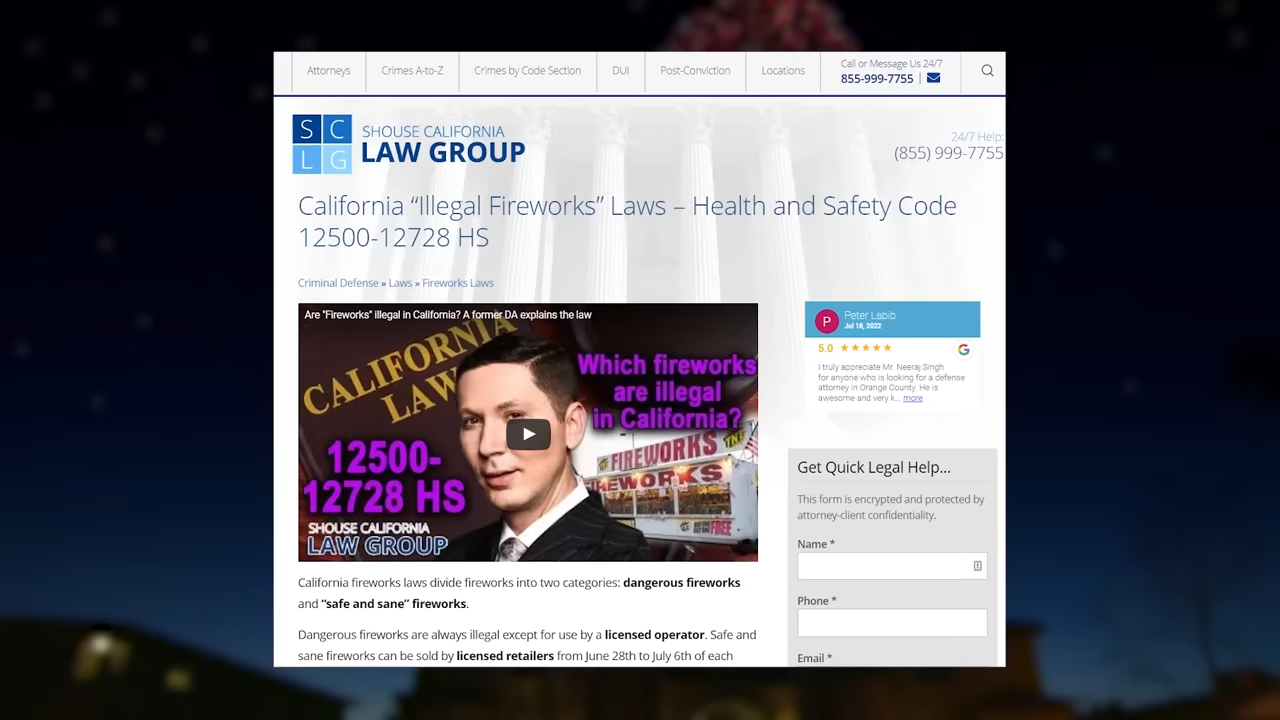 Attorneys
Crimes A-to-Z
Crimes by Code Section
DUI
Post-Conviction
Locations
Call or Message Us 24/7
855-999-7755
S C
L G
SHOUSE CALIFORNIA
LAW GROUP
24/7 Help:
(855) 999-7755
California “Illegal Fireworks” Laws – Health and Safety Code
12500-12728 HS
Criminal Defense » Laws » Fireworks Laws
Are "Fireworks" illegal in California? A former DA explains the law
CALIFORNIA
LAW
Which fireworks
are illegal
in California?
12500-
12728 HS
SHOUSE CALIFORNIA
LAW GROUP
FIREWORKS
TNT
FIREWORKS
FREE
P
Peter Labib
Jul 18, 2022
5.0
G
I truly appreciate Mr. Neeraj Singh
for anyone who is looking for a defense
attorney in Orange County. He is
awesome and very k... more
Get Quick Legal Help...
This form is encrypted and protected by
attorney-client confidentiality.
Name *
Phone *
Email *
California fireworks laws divide fireworks into two categories: dangerous fireworks
and “safe and sane” fireworks.
Dangerous fireworks are always illegal except for use by a licensed operator. Safe and
sane fireworks can be sold by licensed retailers from June 28th to July 6th of each